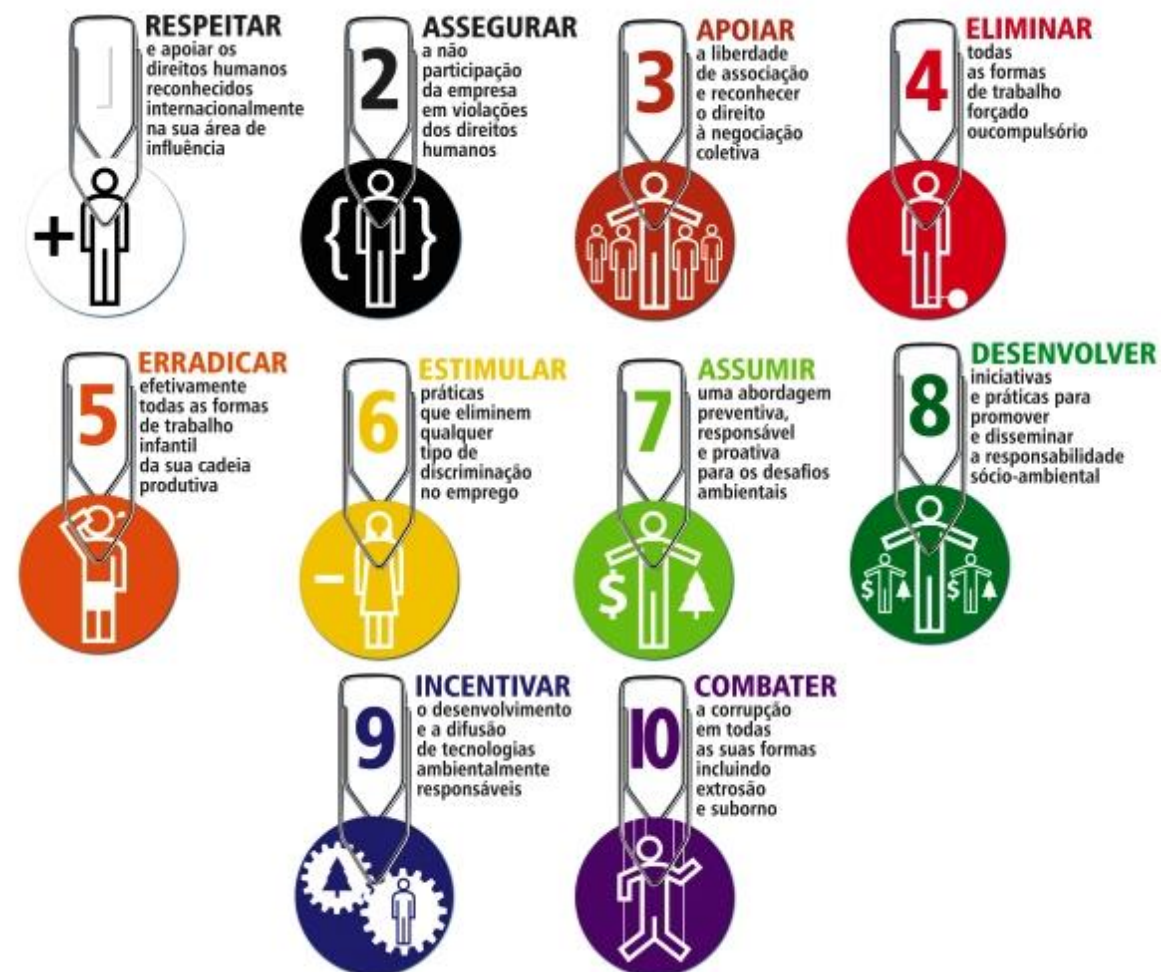 1
RESPEITAR
e apoiar os
direitos humanos
reconhecidos
internacionalmente
na sua área de
influência
+
2
ASSEGURAR
a não
participação
da empresa
em violações
dos direitos
humanos
{ }
3
APOIAR
a liberdade
de associação
e reconhecer
o direito
à negociação
coletiva
4
ELIMINAR
todas
as formas
de trabalho
forçado
oucompulsório
5
ERRADICAR
efetivamente
todas as formas
de trabalho
infantil
da sua cadeia
produtiva
6
ESTIMULAR
práticas
que eliminem
qualquer
tipo de
discriminação
no emprego
-
7
ASSUMIR
uma abordagem
preventiva,
responsável
e proativa
para os desafios
ambientais
$
8
DESENVOLVER
iniciativas
e práticas para
promover
e disseminar
a responsabilidade
sócio-ambiental
$ $
9
INCENTIVAR
o desenvolvimento
e a difusão
de tecnologias
ambientalmente
responsáveis
10
COMBATER
a corrupção
em todas
as suas formas
incluindo
extrosão
e suborno